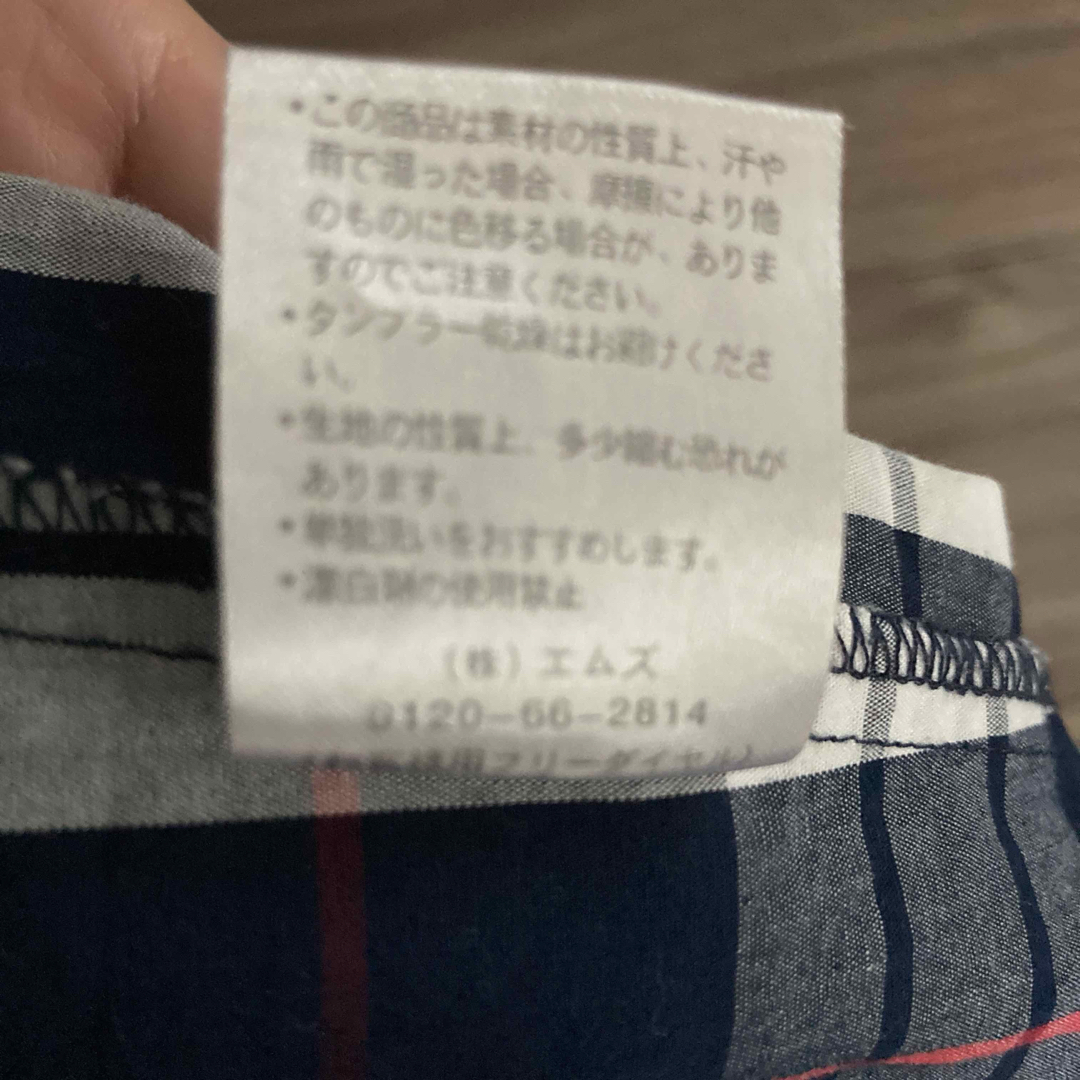 ・この商品は素材の性質上、汗や
雨で湿った場合、摩擦により他
のものに色移る場合が、ありま
すのでご注意ください。
・タンブラー乾燥はお避けくださ
い。
・生地の性質上、多少縮む恐れが
あります。
・単独洗いをおすすめします。
・漂白剤の使用禁止
(株)エムズ
0120-66-2814